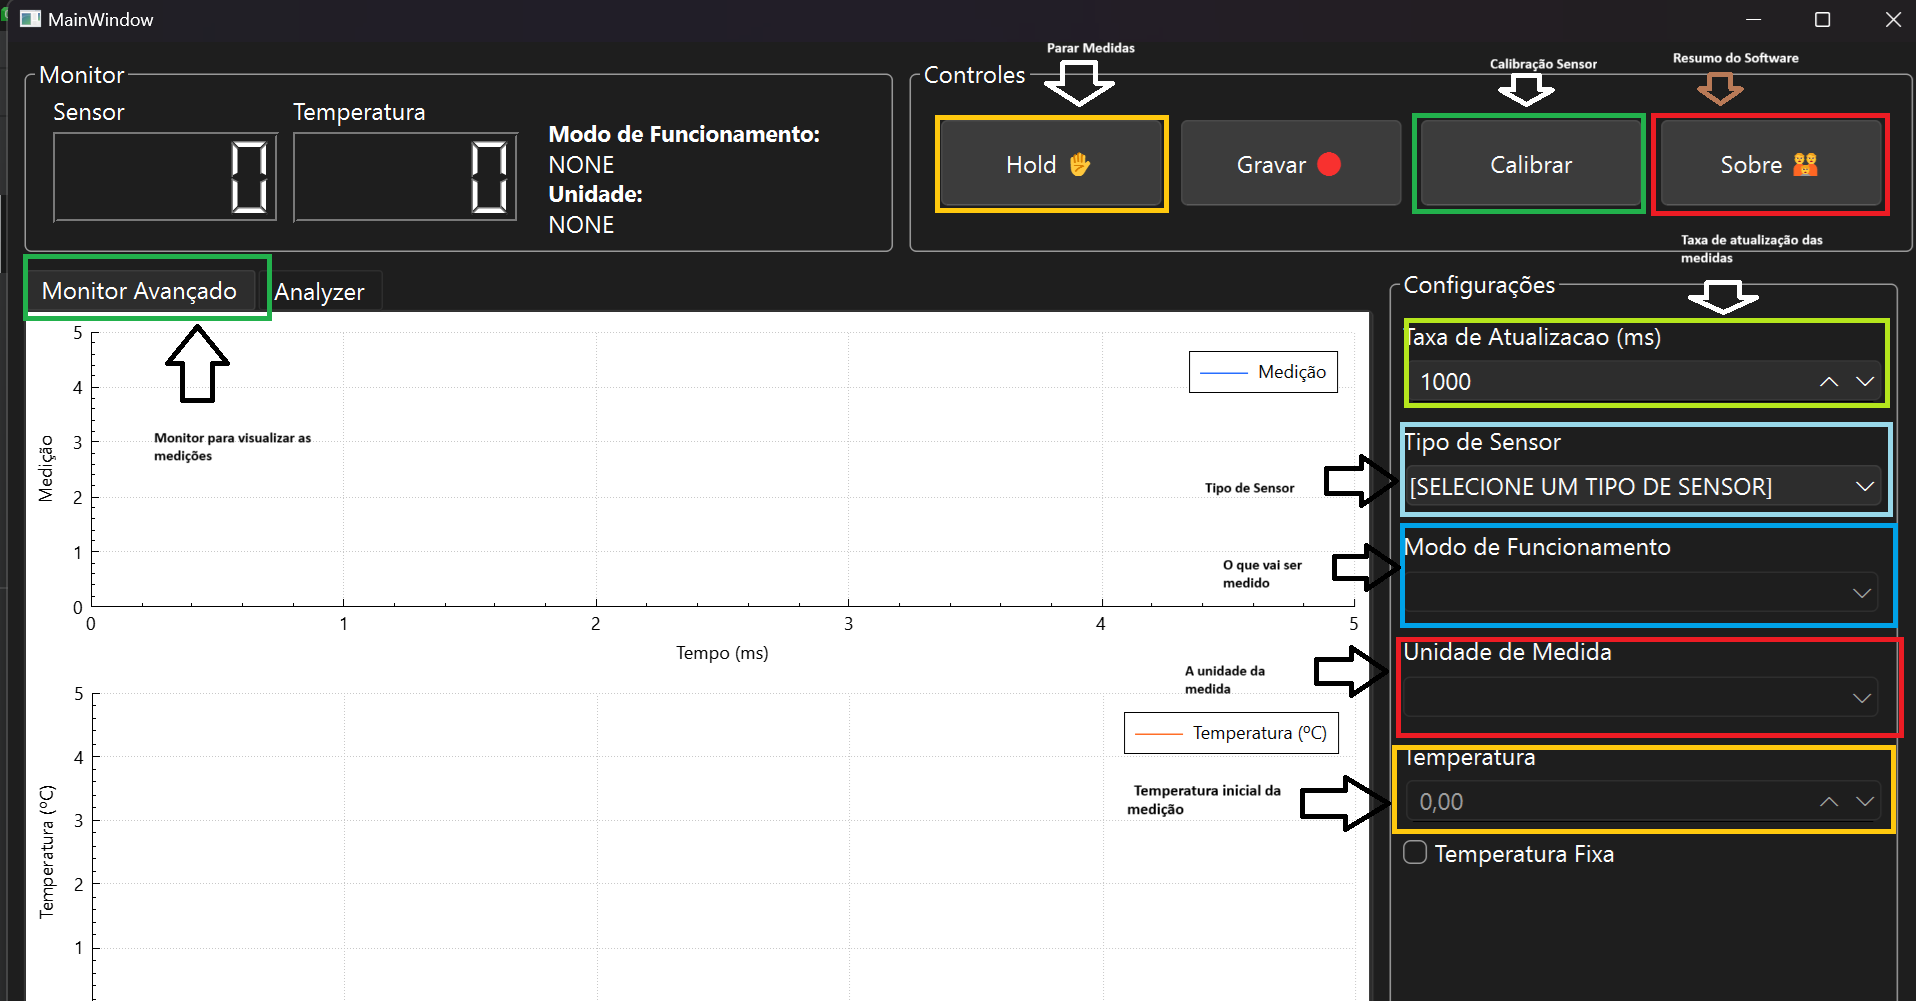 MainWindow
Parar Medidas
Calibração Sensor
Resumo do Software
Monitor
Controles
Sensor
Temperatura
0
0
Modo de Funcionamento:
NONE
Unidade:
NONE
Hold
Gravar
Calibrar
Sobre
Taxa de atualização das
medidas
Monitor Avançado
Analyzer
Configurações
Taxa de Atualizacao (ms)
1000
Tipo de Sensor
[SELECIONE UM TIPO DE SENSOR]
Modo de Funcionamento
Unidade de Medida
Temperatura
0,00
Temperatura Fixa
Monitor para visualizar as
medições
Tipo de Sensor
O que vai ser
medido
A unidade da
medida
Temperatura inicial da
medição
Medição
Medição
5
4
3
2
1
0
0 1 2 3 4 5
Tempo (ms)
Temperatura (ºC)
Temperatura (ºC)
5
4
3
2
1